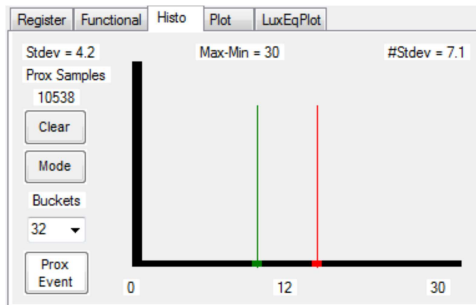 Register Functional Histo Plot LuxEqPlot
Stdev = 4.2 Max-Min = 30 #Stdev = 7.1
Prox Samples
10538
Clear
Mode
Buckets
32
Prox
Event
0 12 30